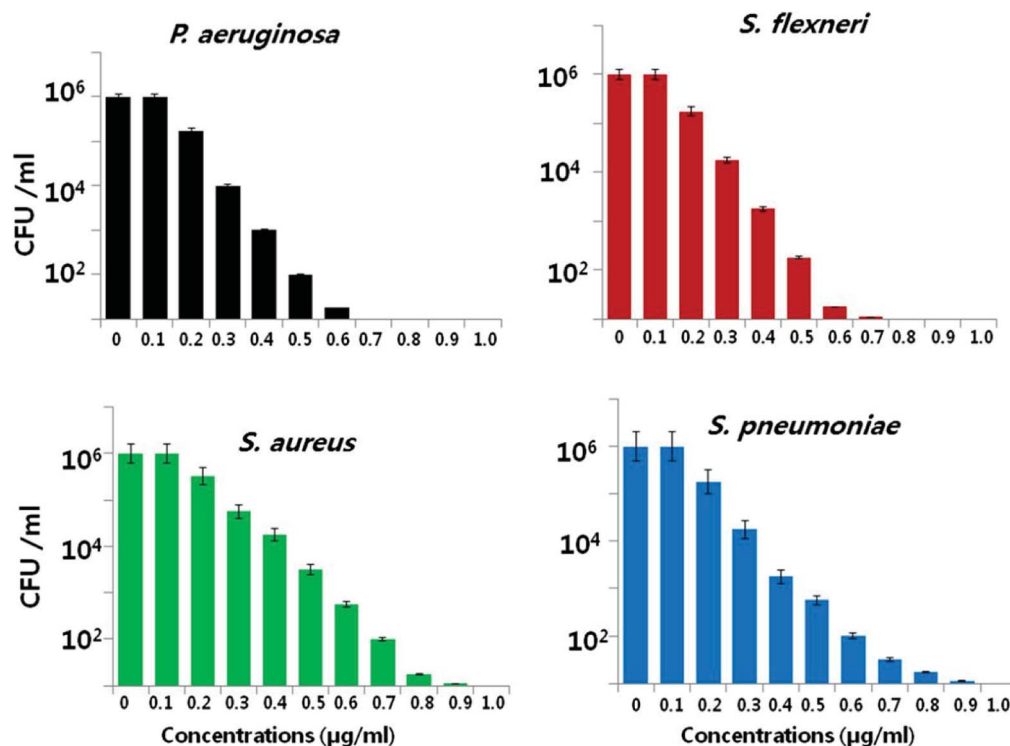 P. aeruginosa
CFU /ml
10⁶
10⁴
10²
0 0.1 0.2 0.3 0.4 0.5 0.6 0.7 0.8 0.9 1.0
S. flexneri
10⁶
10⁴
10²
0 0.1 0.2 0.3 0.4 0.5 0.6 0.7 0.8 0.9 1.0
S. aureus
CFU /ml
10⁶
10⁴
10²
0 0.1 0.2 0.3 0.4 0.5 0.6 0.7 0.8 0.9 1.0
Concentrations (µg/ml)
S. pneumoniae
10⁶
10⁴
10²
0 0.1 0.2 0.3 0.4 0.5 0.6 0.7 0.8 0.9 1.0
Concentrations (µg/ml)